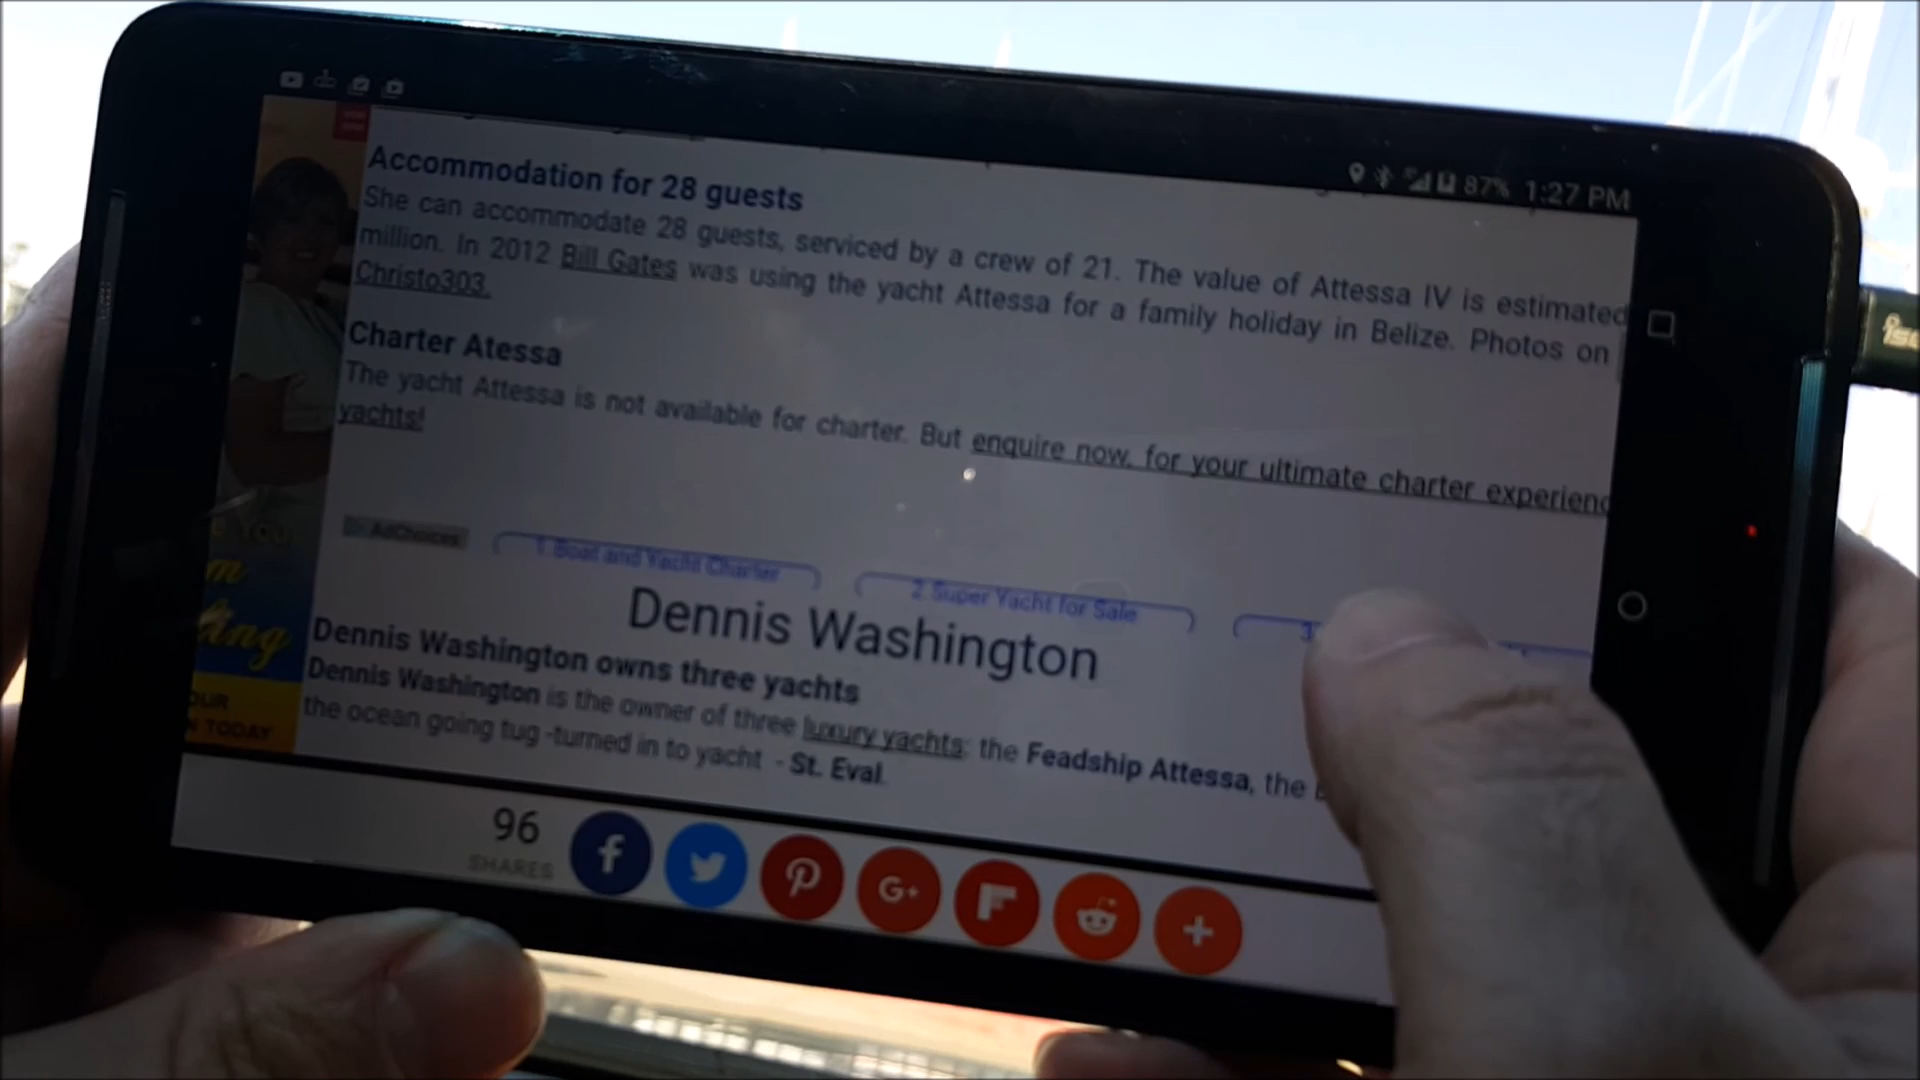 87% 1:27 PM
Accommodation for 28 guests
She can accommodate 28 guests, serviced by a crew of 21. The value of Attessa IV is estimated
million. In 2012 Bill Gates was using the yacht Attessa for a family holiday in Belize. Photos on
Christo303.
Charter Atessa
The yacht Attessa is not available for charter. But enquire now, for your ultimate charter experienc
yachts!
AdChoices
1. Boat and Yacht Charter
2. Super Yacht for Sale
3
Dennis Washington
Dennis Washington owns three yachts
Dennis Washington is the owner of three luxury yachts: the Feadship Attessa, the
the ocean going tug -turned in to yacht - St. Eval.
OUR
TODAY
96
SHARES